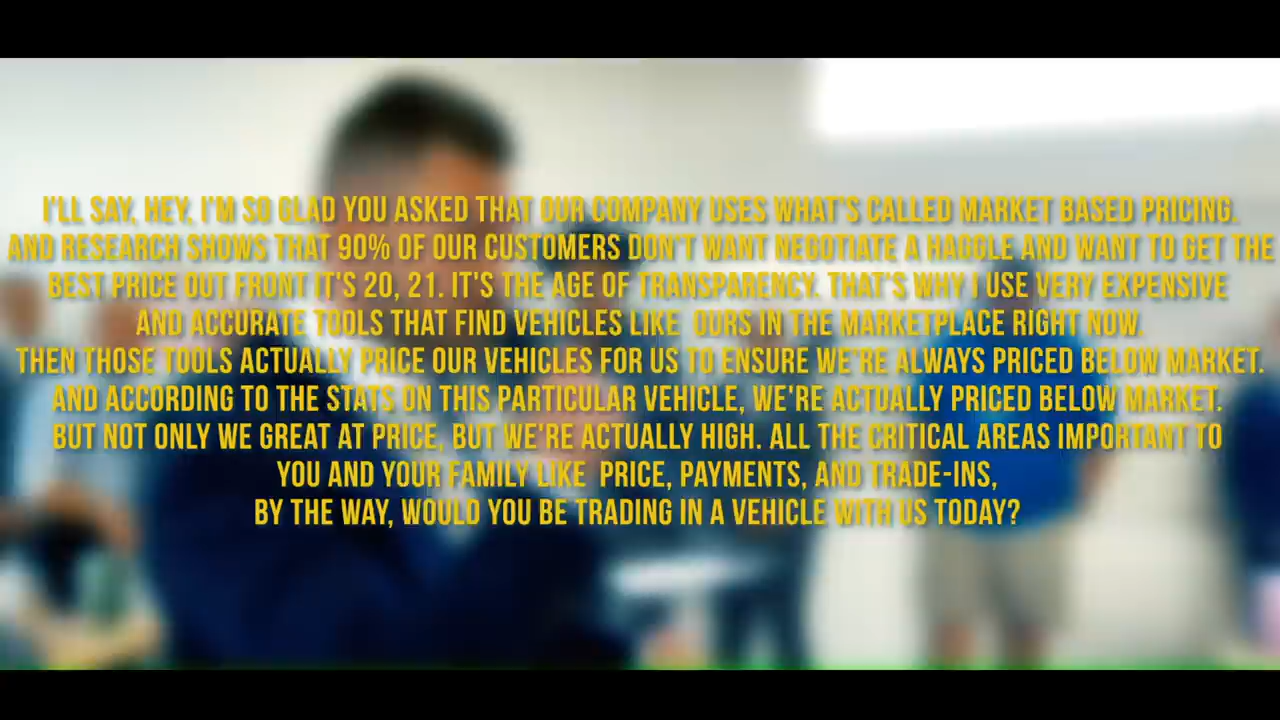 I'LL SAY, HEY, I'M SO GLAD YOU ASKED THAT OUR COMPANY USES WHAT'S CALLED MARKET BASED PRICING.
AND RESEARCH SHOWS THAT 90% OF OUR CUSTOMERS DON'T WANT NEGOTIATE A HAGGLE AND WANT TO GET THE
BEST PRICE OUT FRONT IT'S 20, 21. IT'S THE AGE OF TRANSPARENCY. THAT'S WHY I USE VERY EXPENSIVE
AND ACCURATE TOOLS THAT FIND VEHICLES LIKE  OURS IN THE MARKETPLACE RIGHT NOW.
THEN THOSE TOOLS ACTUALLY PRICE OUR VEHICLES FOR US TO ENSURE WE'RE ALWAYS PRICED BELOW MARKET.
AND ACCORDING TO THE STATS ON THIS PARTICULAR VEHICLE, WE'RE ACTUALLY PRICED BELOW MARKET.
BUT NOT ONLY WE GREAT AT PRICE, BUT WE'RE ACTUALLY HIGH. ALL THE CRITICAL AREAS IMPORTANT TO
YOU AND YOUR FAMILY LIKE  PRICE, PAYMENTS, AND TRADE-INS,
BY THE WAY, WOULD YOU BE TRADING IN A VEHICLE WITH US TODAY?